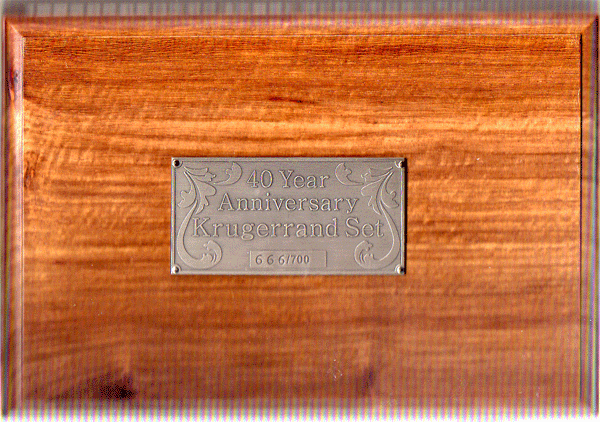 40 Year
Anniversary
Krugerrand Set
666/700